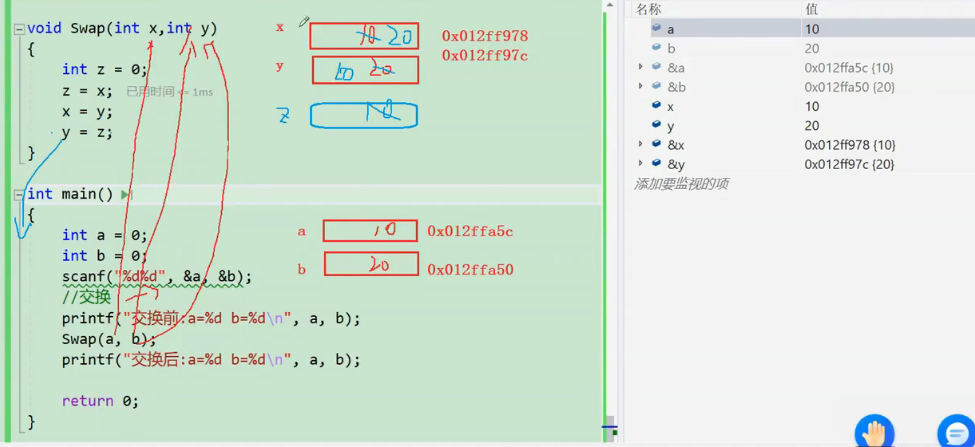 void Swap(int x,int y)
{
int z = 0;
z = x; 已用时间 <= 1ms
x = y;
y = z;
}
int main()
{
int a = 0;
int b = 0;
scanf("%d%d", &a, &b);
//交换
printf("交换前:a=%d b=%d\n", a, b);
Swap(a, b);
printf("交换后:a=%d b=%d\n", a, b);
return 0;
}
x 10 20 0x012ff978
y 10 20 0x012ff97c
z 10
a 10 0x012ffa5c
b 20 0x012ffa50
名称 值
a 10
b 20
&a 0x012ffa5c {10}
&b 0x012ffa50 {20}
x 10
y 20
&x 0x012ff978 {10}
&y 0x012ff97c {20}
添加要监视的项